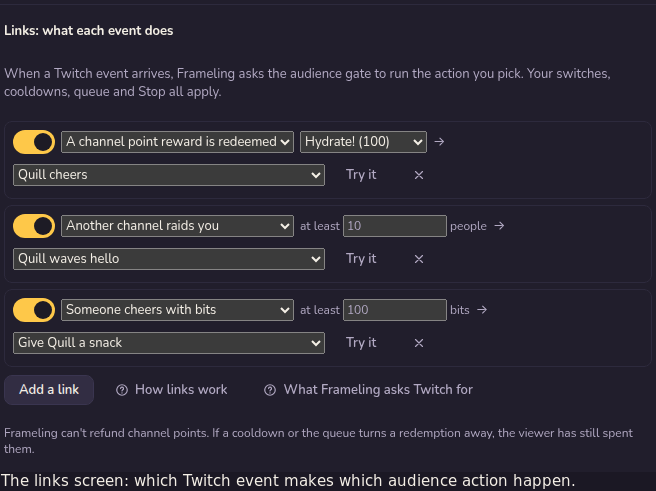 Links: what each event does
When a Twitch event arrives, Frameling asks the audience gate to run the action you pick. Your switches,
cooldowns, queue and Stop all apply.
A channel point reward is redeemed Hydrate! (100) →
Quill cheers Try it ×
Another channel raids you at least 10 people →
Quill waves hello Try it ×
Someone cheers with bits at least 100 bits →
Give Quill a snack Try it ×
Add a link ? How links work ? What Frameling asks Twitch for
Frameling can't refund channel points. If a cooldown or the queue turns a redemption away, the viewer has still spent
them.
The links screen: which Twitch event makes which audience action happen.